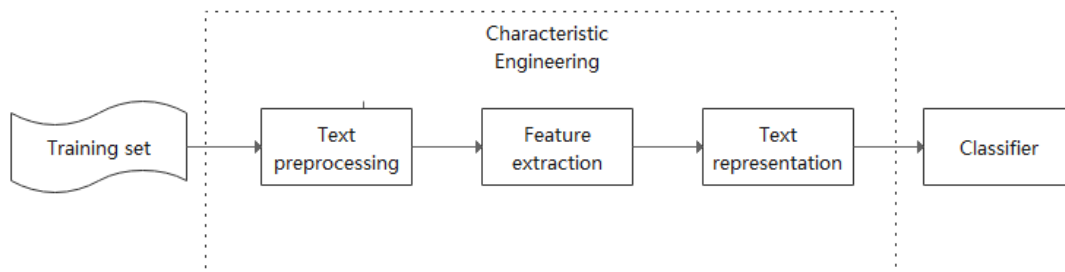 Characteristic
Engineering
Training set
Text
preprocessing
Feature
extraction
Text
representation
Classifier